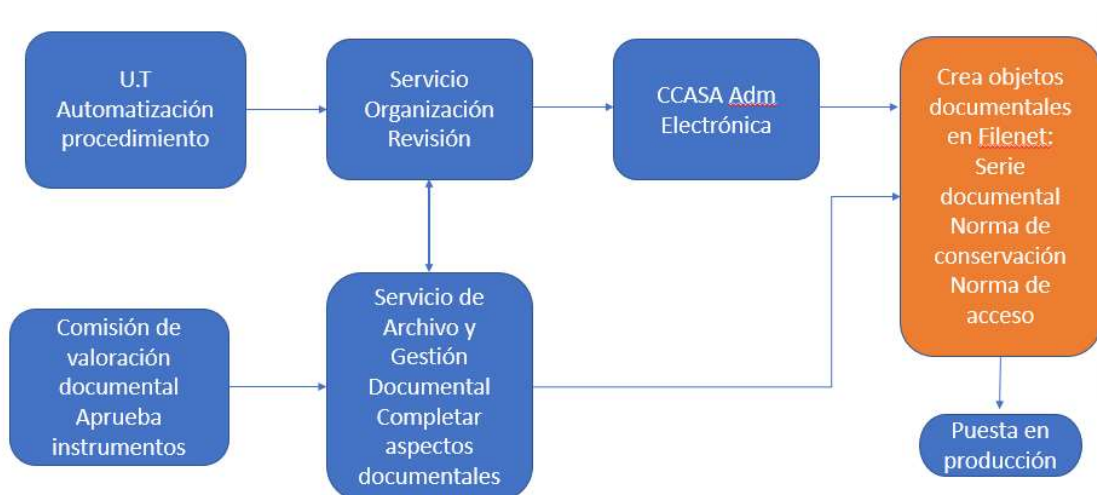 U.T
Automatización
procedimiento
Servicio
Organización
Revisión
CCASA Adm
Electrónica
Crea objetos
documentales
en Filenet:
Serie
documental
Norma de
conservación
Norma de
acceso
Comisión de
valoración
documental
Aprueba
instrumentos
Servicio de
Archivo y
Gestión
Documental
Completar
aspectos
documentales
Puesta en
producción